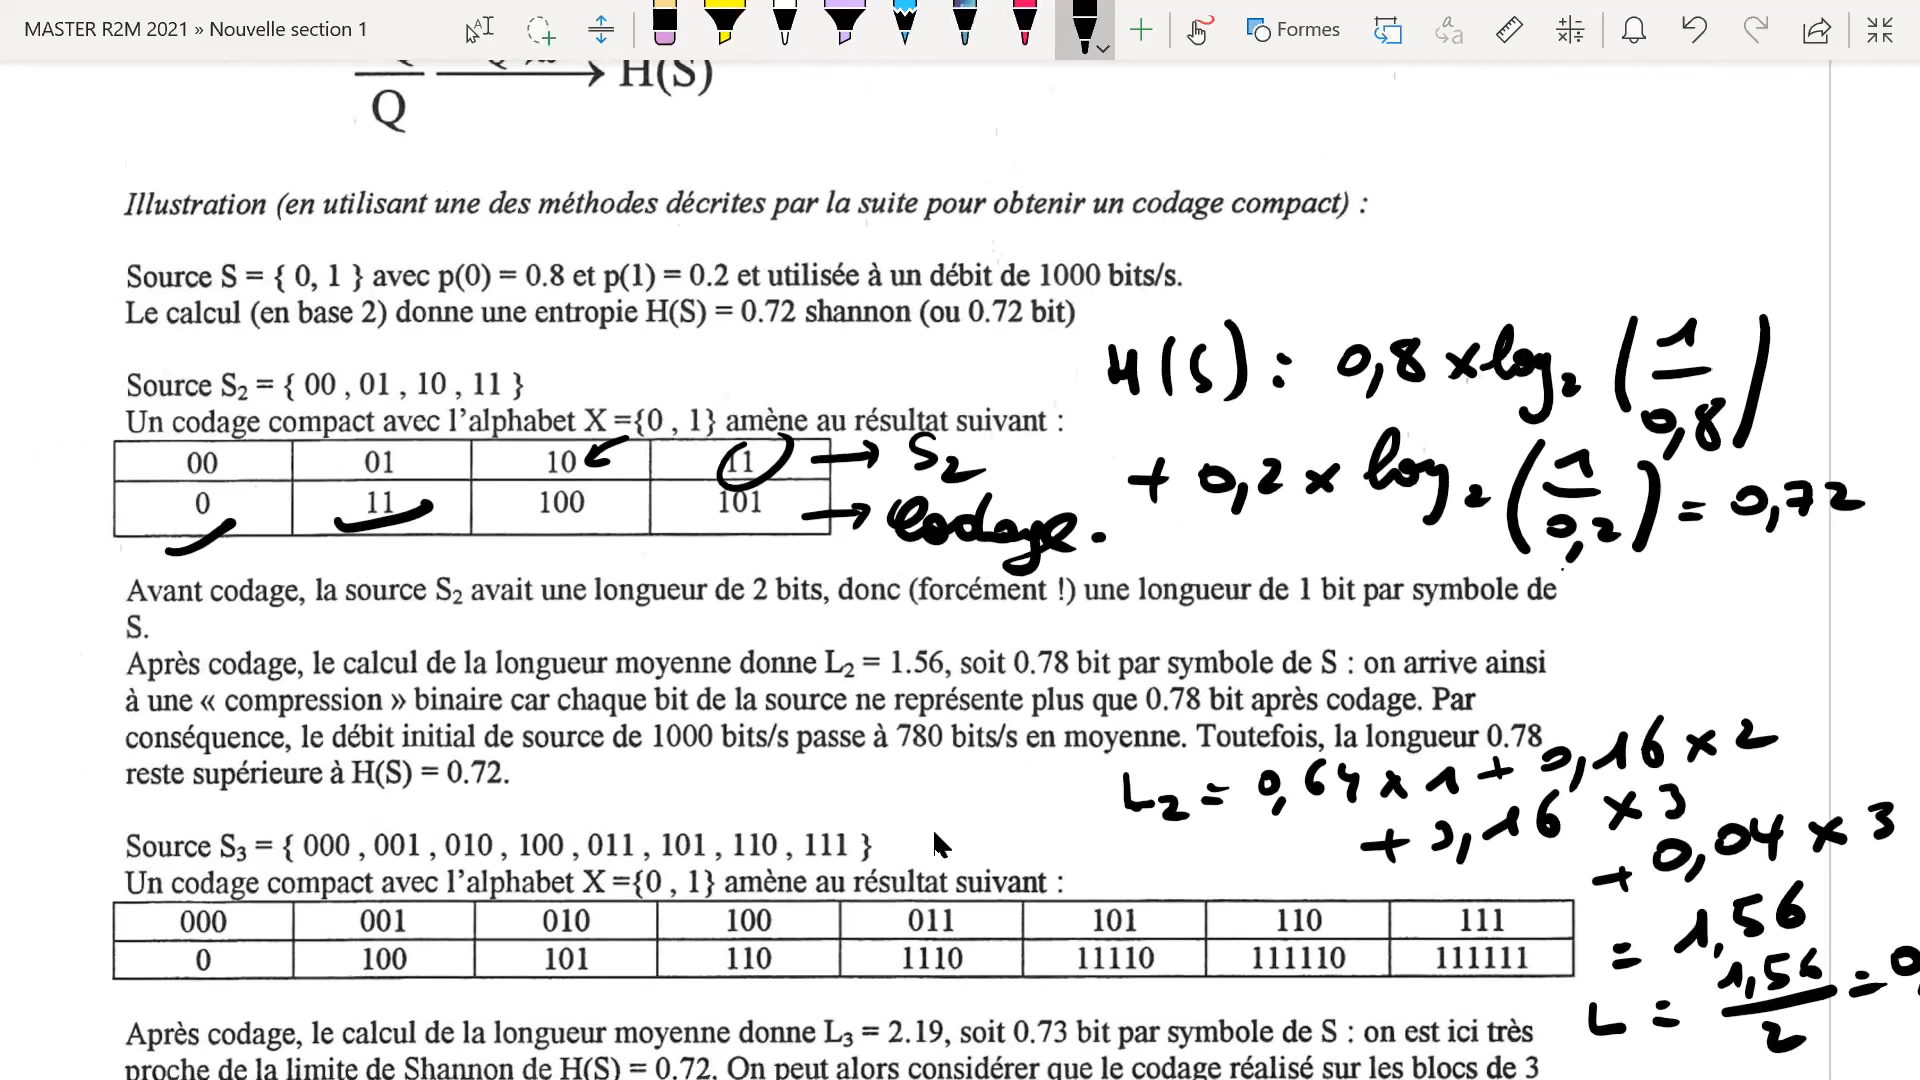 MASTER R2M 2021 » Nouvelle section 1
Formes
H(S)
Q
Illustration (en utilisant une des méthodes décrites par la suite pour obtenir un codage compact) :
Source S = { 0, 1 } avec p(0) = 0.8 et p(1) = 0.2 et utilisée à un débit de 1000 bits/s.
Le calcul (en base 2) donne une entropie H(S) = 0.72 shannon (ou 0.72 bit)
H(S) : 0,8 × log₂ (1/0,8)
+ 0,2 × log₂ (1/0,2) = 0,72
Source S₂ = { 00 , 01 , 10 , 11 }
Un codage compact avec l’alphabet X ={0 , 1} amène au résultat suivant :
00 01 10 11 → S₂
0 11 100 101 → Codage.
Avant codage, la source S₂ avait une longueur de 2 bits, donc (forcément !) une longueur de 1 bit par symbole de
S.
Après codage, le calcul de la longueur moyenne donne L₂ = 1.56, soit 0.78 bit par symbole de S : on arrive ainsi
à une « compression » binaire car chaque bit de la source ne représente plus que 0.78 bit après codage. Par
conséquence, le débit initial de source de 1000 bits/s passe à 780 bits/s en moyenne. Toutefois, la longueur 0.78
reste supérieure à H(S) = 0.72.
L₂ = 0,64 × 1 + 0,16 × 2
+ 0,16 × 3
+ 0,04 × 3
= 1,56
L = 1,56/2 = 0,
Source S₃ = { 000 , 001 , 010 , 100 , 011 , 101 , 110 , 111 }
Un codage compact avec l’alphabet X ={0 , 1} amène au résultat suivant :
000 001 010 100 011 101 110 111
0 100 101 110 1110 11110 111110 111111
Après codage, le calcul de la longueur moyenne donne L₃ = 2.19, soit 0.73 bit par symbole de S : on est ici très
proche de la limite de Shannon de H(S) = 0.72. On peut alors considérer que le codage réalisé sur les blocs de 3